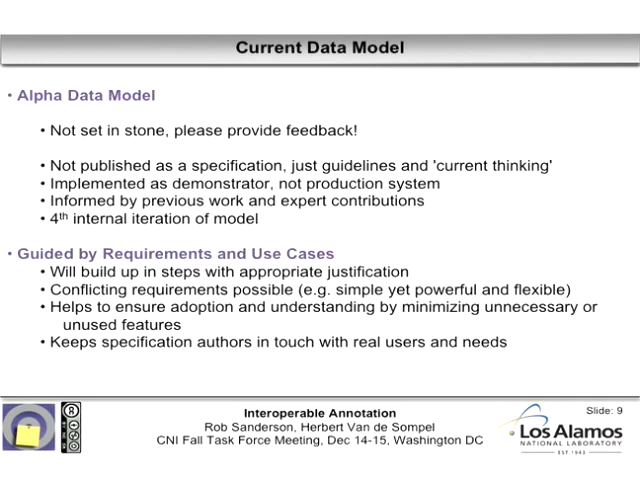 Current Data Model
• Alpha Data Model
• Not set in stone, please provide feedback!
• Not published as a specification, just guidelines and 'current thinking'
• Implemented as demonstrator, not production system
• Informed by previous work and expert contributions
• 4th internal iteration of model
• Guided by Requirements and Use Cases
• Will build up in steps with appropriate justification
• Conflicting requirements possible (e.g. simple yet powerful and flexible)
• Helps to ensure adoption and understanding by minimizing unnecessary or
unused features
• Keeps specification authors in touch with real users and needs
Interoperable Annotation
Rob Sanderson, Herbert Van de Sompel
CNI Fall Task Force Meeting, Dec 14-15, Washington DC
Slide: 9
Los Alamos
NATIONAL LABORATORY
EST. 1943